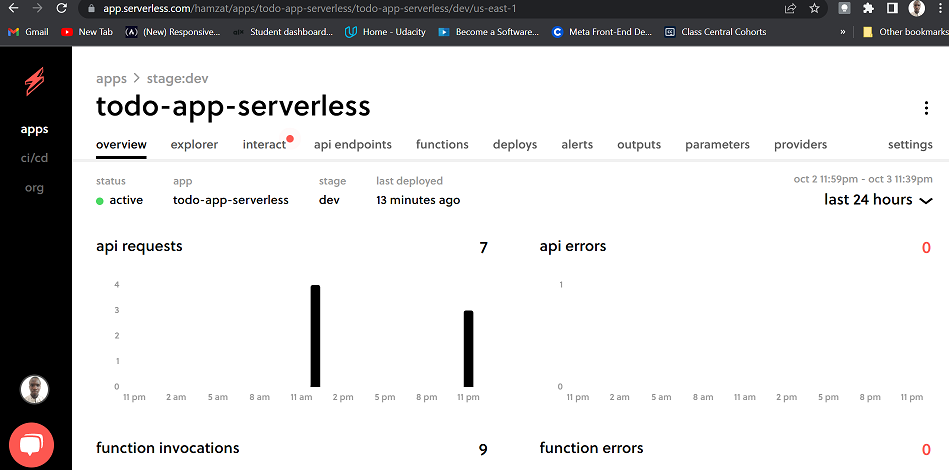 app.serverless.com/hamzat/apps/todo-app-serverless/todo-app-serverless/dev/us-east-1
Gmail New Tab (New) Responsive... Student dashboard... Home - Udacity Become a Software... Meta Front-End De... Class Central Cohorts » Other bookmarks
apps > stage:dev
todo-app-serverless
apps
ci/cd
org
overview explorer interact api endpoints functions deploys alerts outputs parameters providers settings
status app stage last deployed oct 2 11:59pm - oct 3 11:39pm
active todo-app-serverless dev 13 minutes ago last 24 hours
api requests 7
4
3
2
1
0
11 pm 2 am 5 am 8 am 11 am 2 pm 5 pm 8 pm 11 pm
api errors 0
1
0
11 pm 2 am 5 am 8 am 11 am 2 pm 5 pm 8 pm 11 pm
function invocations 9
function errors 0